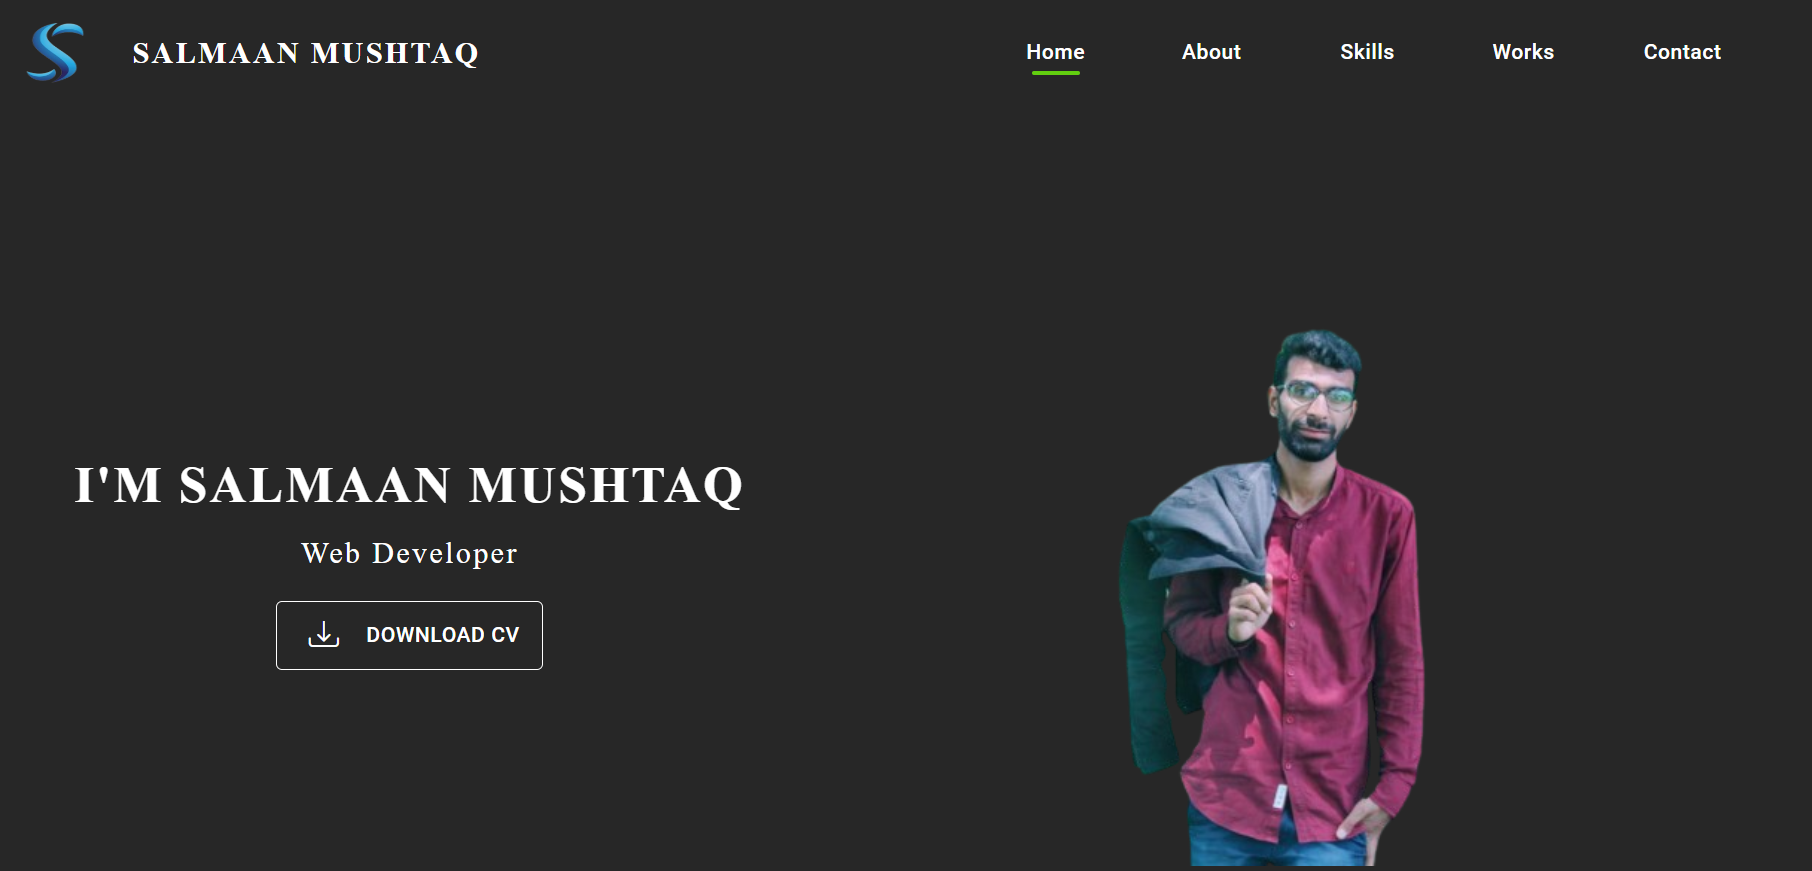 SALMAAN MUSHTAQ
Home About Skills Works Contact
I'M SALMAAN MUSHTAQ
Web Developer
DOWNLOAD CV